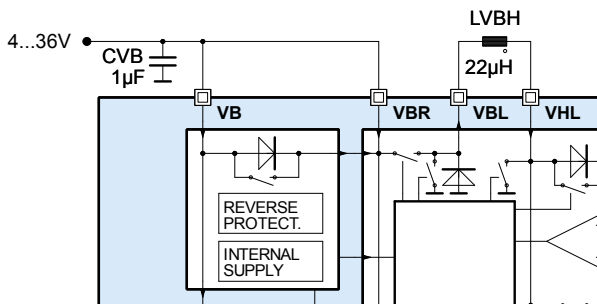 LVBH
4...36V
CVB
1µF
22µH
VB
VBR
VBL
VHL
REVERSE
PROTECT.
INTERNAL
SUPPLY